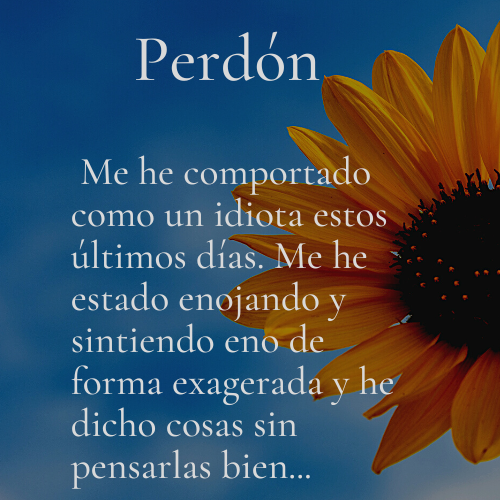 Perdón
Me he comportado
como un idiota estos
últimos días. Me he
estado enojando y
sintiendo eno de
forma exagerada y he
dicho cosas sin
pensarlas bien...